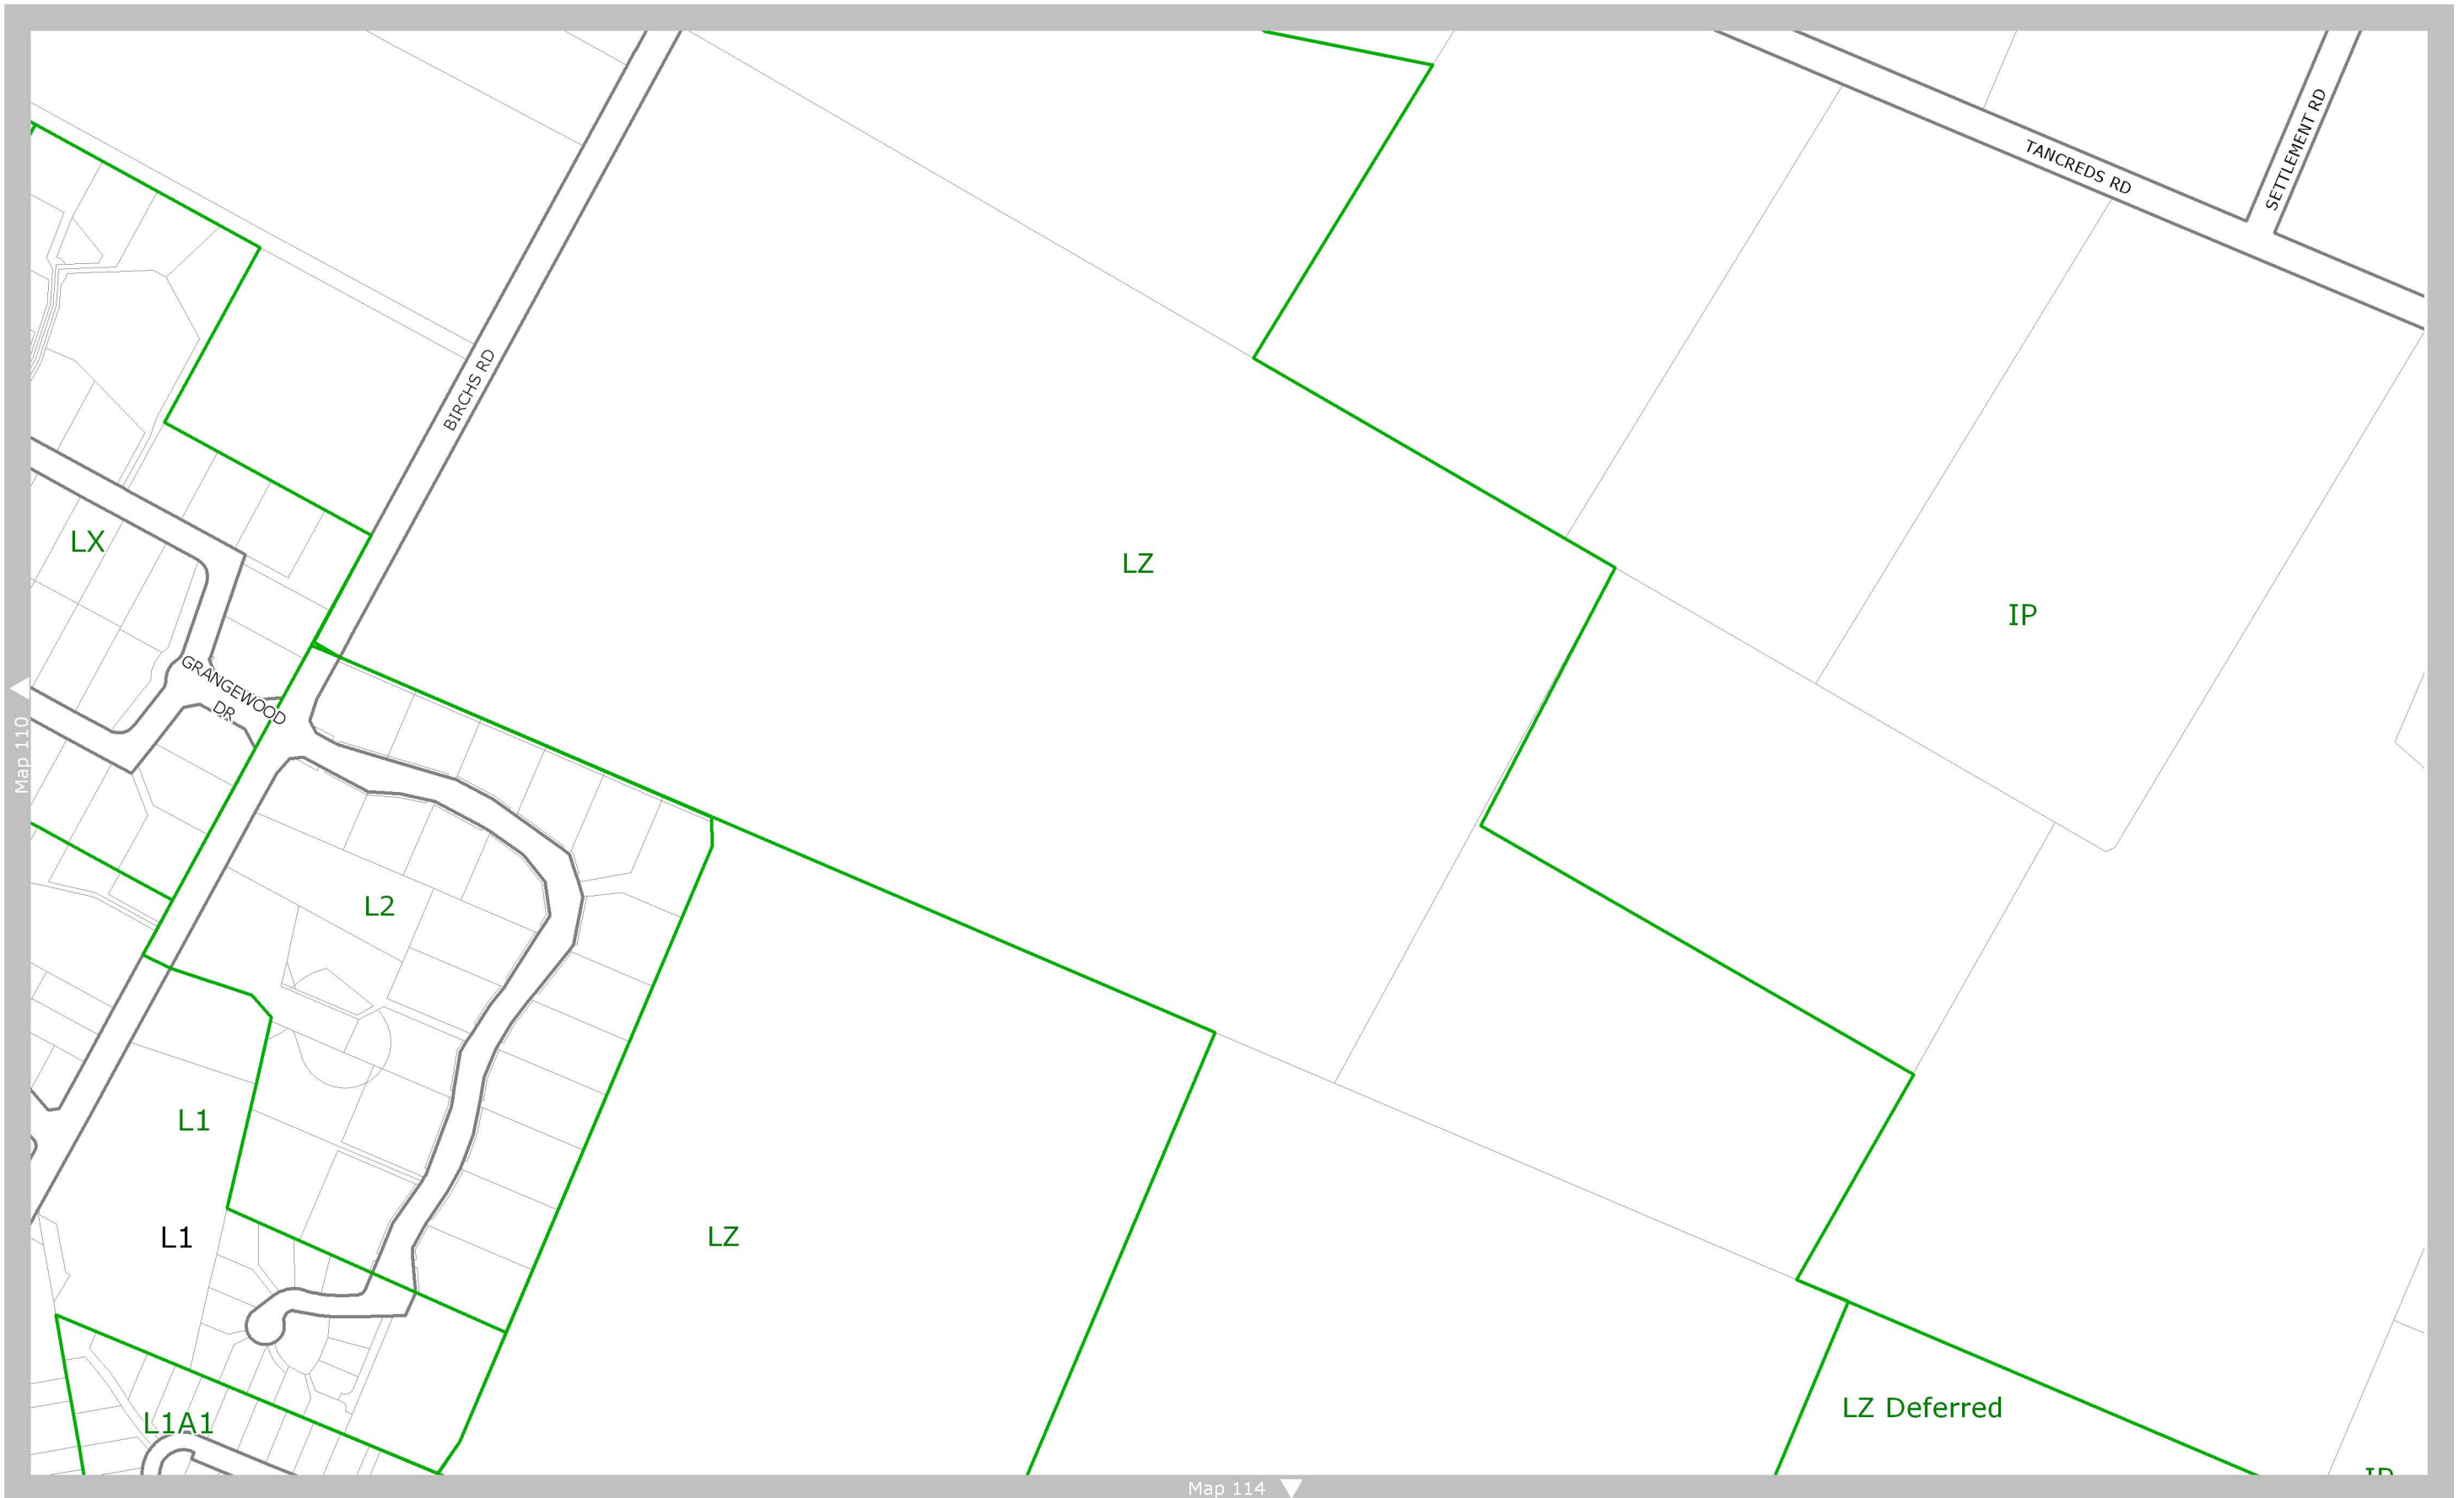 TANCREDS RD
SETTLEMENT RD
BIRCHS RD
LX
LZ
IP
GRANGEWOOD
DR
Map 110
L2
L1
L1
LZ
LZ Deferred
L1A1
IP
Map 114